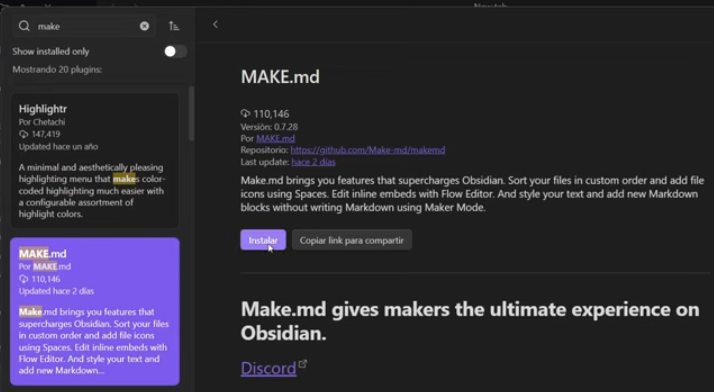 New tab
make
Show installed only
Mostrando 20 plugins:
Highlightr
Por Chetachi
147,419
Updated hace un año
A minimal and aesthetically pleasing
highlighting menu that makes color-
coded highlighting much easier with
a configurable assortment of
highlight colors.
MAKE.md
Por MAKE.md
110,146
Updated hace 2 días
Make.md brings you features that
supercharges Obsidian. Sort your files
in custom order and add file icons
using Spaces. Edit inline embeds with
Flow Editor. And style your text and
add new Markdown...
MAKE.md
110,146
Versión: 0.7.28
Por MAKE.md
Repositorio: https://github.com/Make-md/makemd
Last update: hace 2 días
Make.md brings you features that supercharges Obsidian. Sort your files in custom order and add file
icons using Spaces. Edit inline embeds with Flow Editor. And style your text and add new Markdown
blocks without writing Markdown using Maker Mode.
Instalar
Copiar link para compartir
Make.md gives makers the ultimate experience on
Obsidian.
Discord